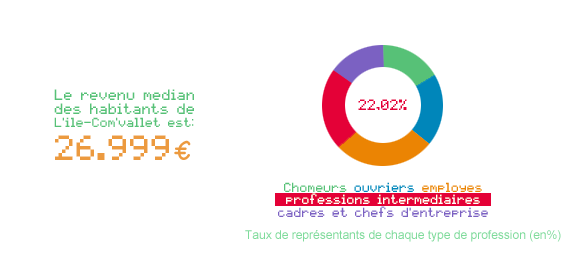 Le revenu median
des habitants de
L'ile-Com'vallet est:
26.999€
22,02%
Chomeurs ouvriers employes
professions intermediaires
cadres et chefs d'entreprise
Taux de représentants de chaque type de profession (en%)